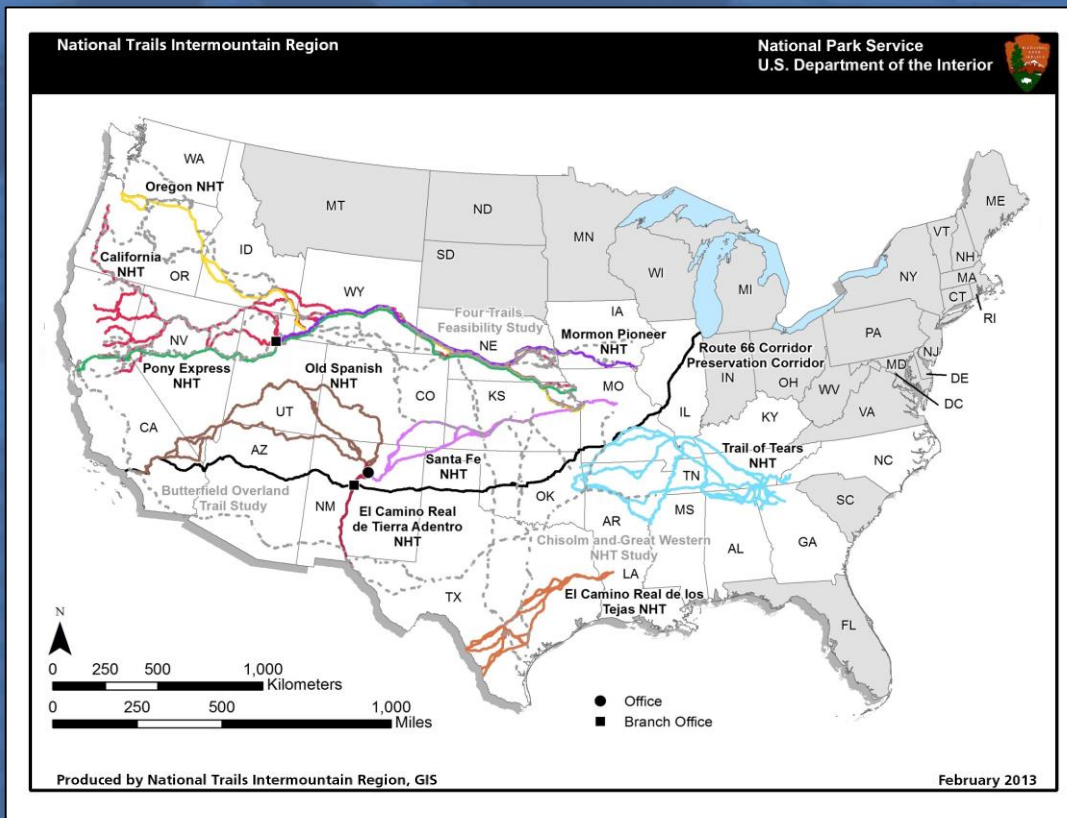 National Trails Intermountain Region
National Park Service
U.S. Department of the Interior
WA
Oregon NHT
MT
ND
MN
ME
VT
NH
ID
OR
SD
WI
MI
NY
MA
CT
RI
California
NHT
WY
IA
PA
NJ
Four Trails
Feasibility Study
NE
Mormon Pioneer
NHT
NV
Pony Express
NHT
Old Spanish
NHT
Route 66 Corridor
Preservation Corridor
IN
OH
WV
MD
DE
DC
VA
CO
KS
MO
IL
KY
CA
UT
AZ
Santa Fe
NHT
Trail of Tears
NHT
TN
NC
Butterfield Overland
Trail Study
NM
El Camino Real
de Tierra Adentro
NHT
OK
AR
MS
SC
AL
GA
Chisolm and Great Western
NHT Study
TX
LA
El Camino Real de los
Tejas NHT
FL
N
0 250 500 1,000
Kilometers
0 250 500 1,000
Miles
Office
Branch Office
Produced by National Trails Intermountain Region, GIS
February 2013